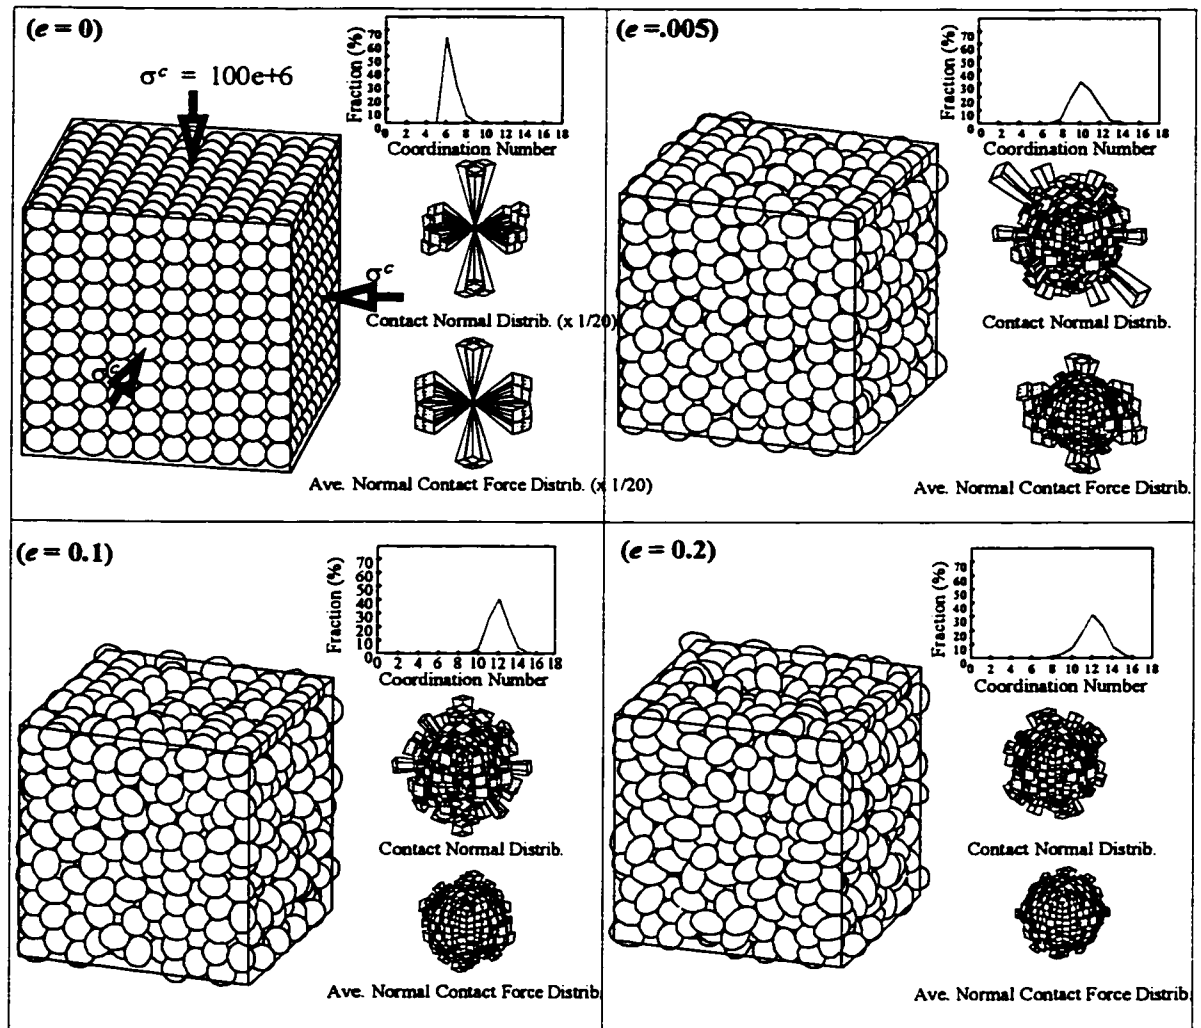 (e = 0)
σᶜ = 100e+6
Fraction (%)
70
60
50
40
30
20
10
0
0 2 4 6 8 10 12 14 16 18
Coordination Number
σᶜ
σᶜ
Contact Normal Distrib. (x 1/20)
Ave. Normal Contact Force Distrib. (x 1/20)
(e =.005)
Fraction (%)
70
60
50
40
30
20
10
0
0 2 4 6 8 10 12 14 16 18
Coordination Number
Contact Normal Distrib.
Ave. Normal Contact Force Distrib.
(e = 0.1)
Fraction (%)
70
60
50
40
30
20
10
0
0 2 4 6 8 10 12 14 16 18
Coordination Number
Contact Normal Distrib.
Ave. Normal Contact Force Distrib.
(e = 0.2)
Fraction (%)
70
60
50
40
30
20
10
0
0 2 4 6 8 10 12 14 16 18
Coordination Number
Contact Normal Distrib.
Ave. Normal Contact Force Distrib.